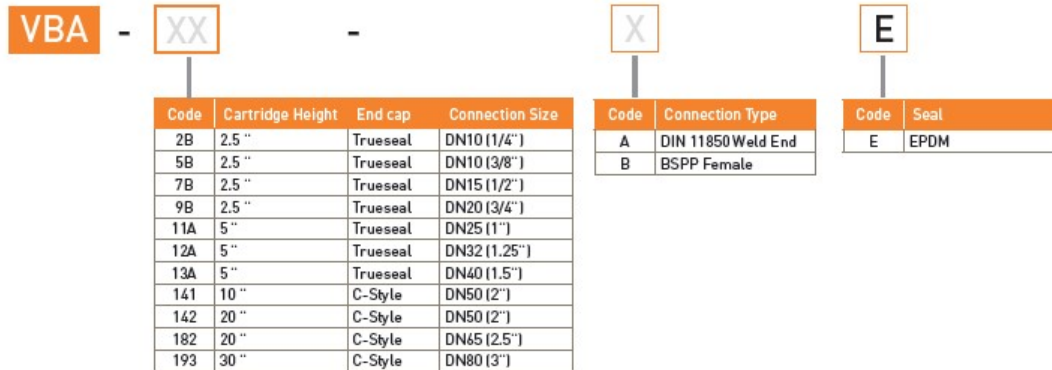 VBA - XX - X E
Code Cartridge Height End cap Connection Size
2B 2.5 " Trueseal DN10 (1/4")
5B 2.5 " Trueseal DN10 (3/8")
7B 2.5 " Trueseal DN15 (1/2")
9B 2.5 " Trueseal DN20 (3/4")
11A 5 " Trueseal DN25 (1")
12A 5 " Trueseal DN32 (1.25")
13A 5 " Trueseal DN40 (1.5")
141 10 " C-Style DN50 (2")
142 20 " C-Style DN50 (2")
182 20 " C-Style DN65 (2.5")
193 30 " C-Style DN80 (3")
Code Connection Type
A DIN 11850 Weld End
B BSPP Female
Code Seal
E EPDM